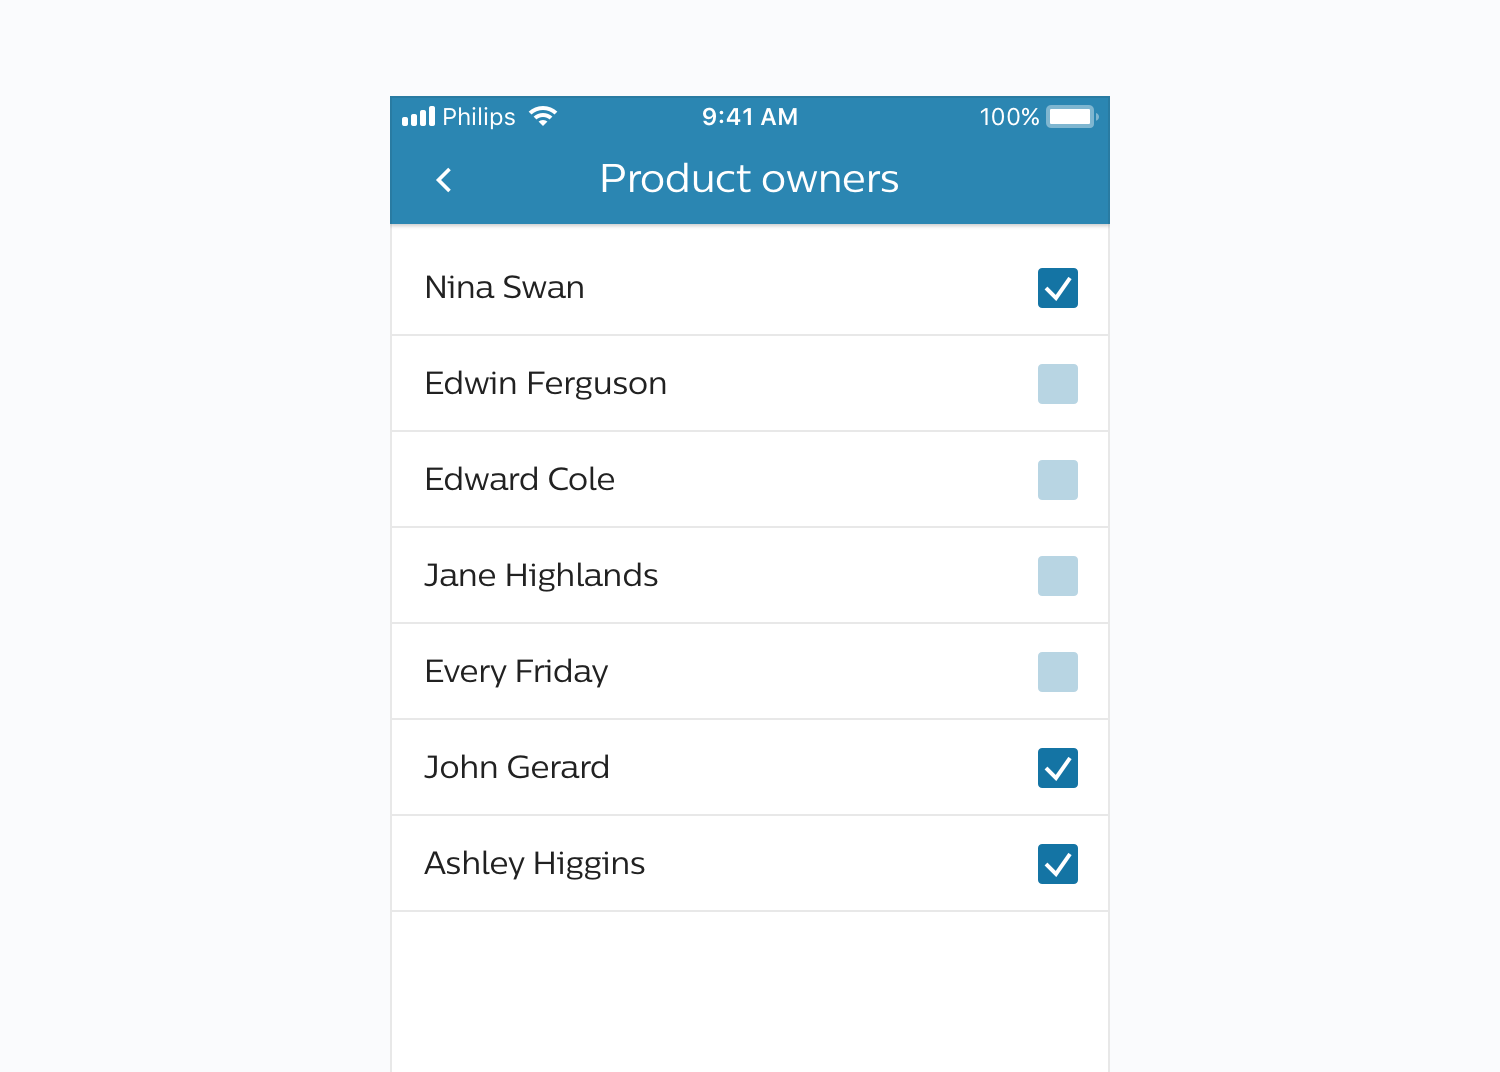 Philips 9:41 AM 100%
Product owners
Nina Swan
Edwin Ferguson
Edward Cole
Jane Highlands
Every Friday
John Gerard
Ashley Higgins